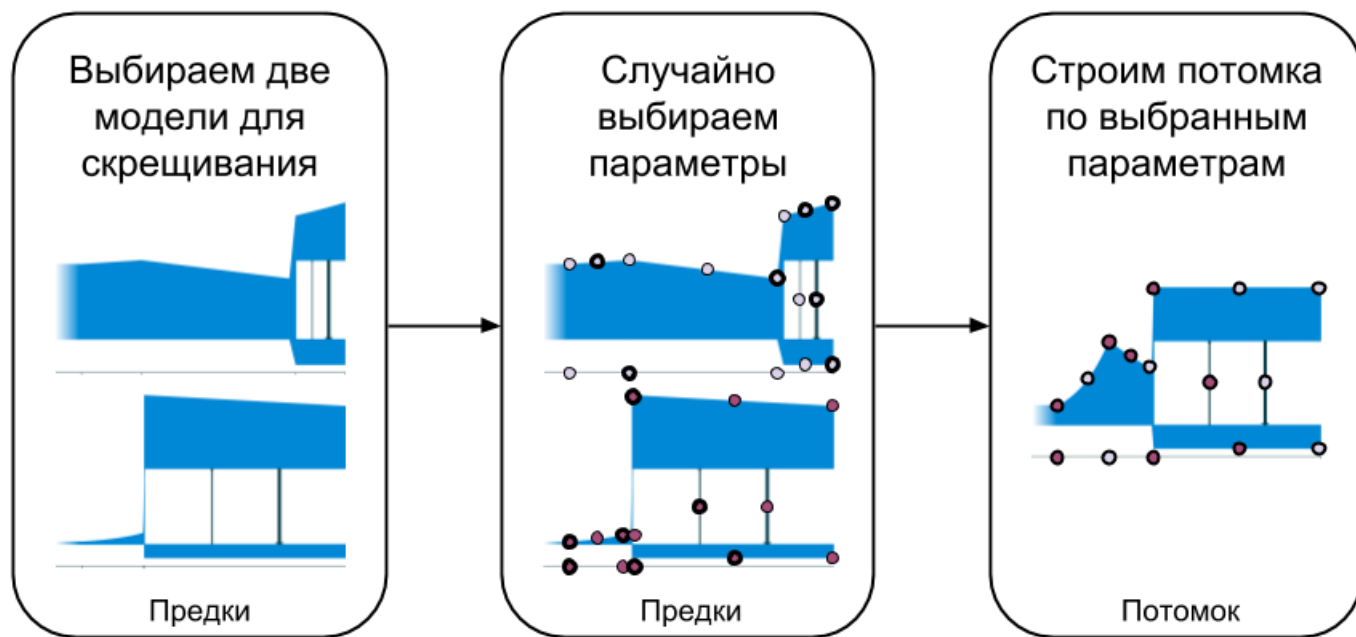 Выбираем две
модели для
скрещивания
Предки
Случайно
выбираем
параметры
Предки
Строим потомка
по выбранным
параметрам
Потомок